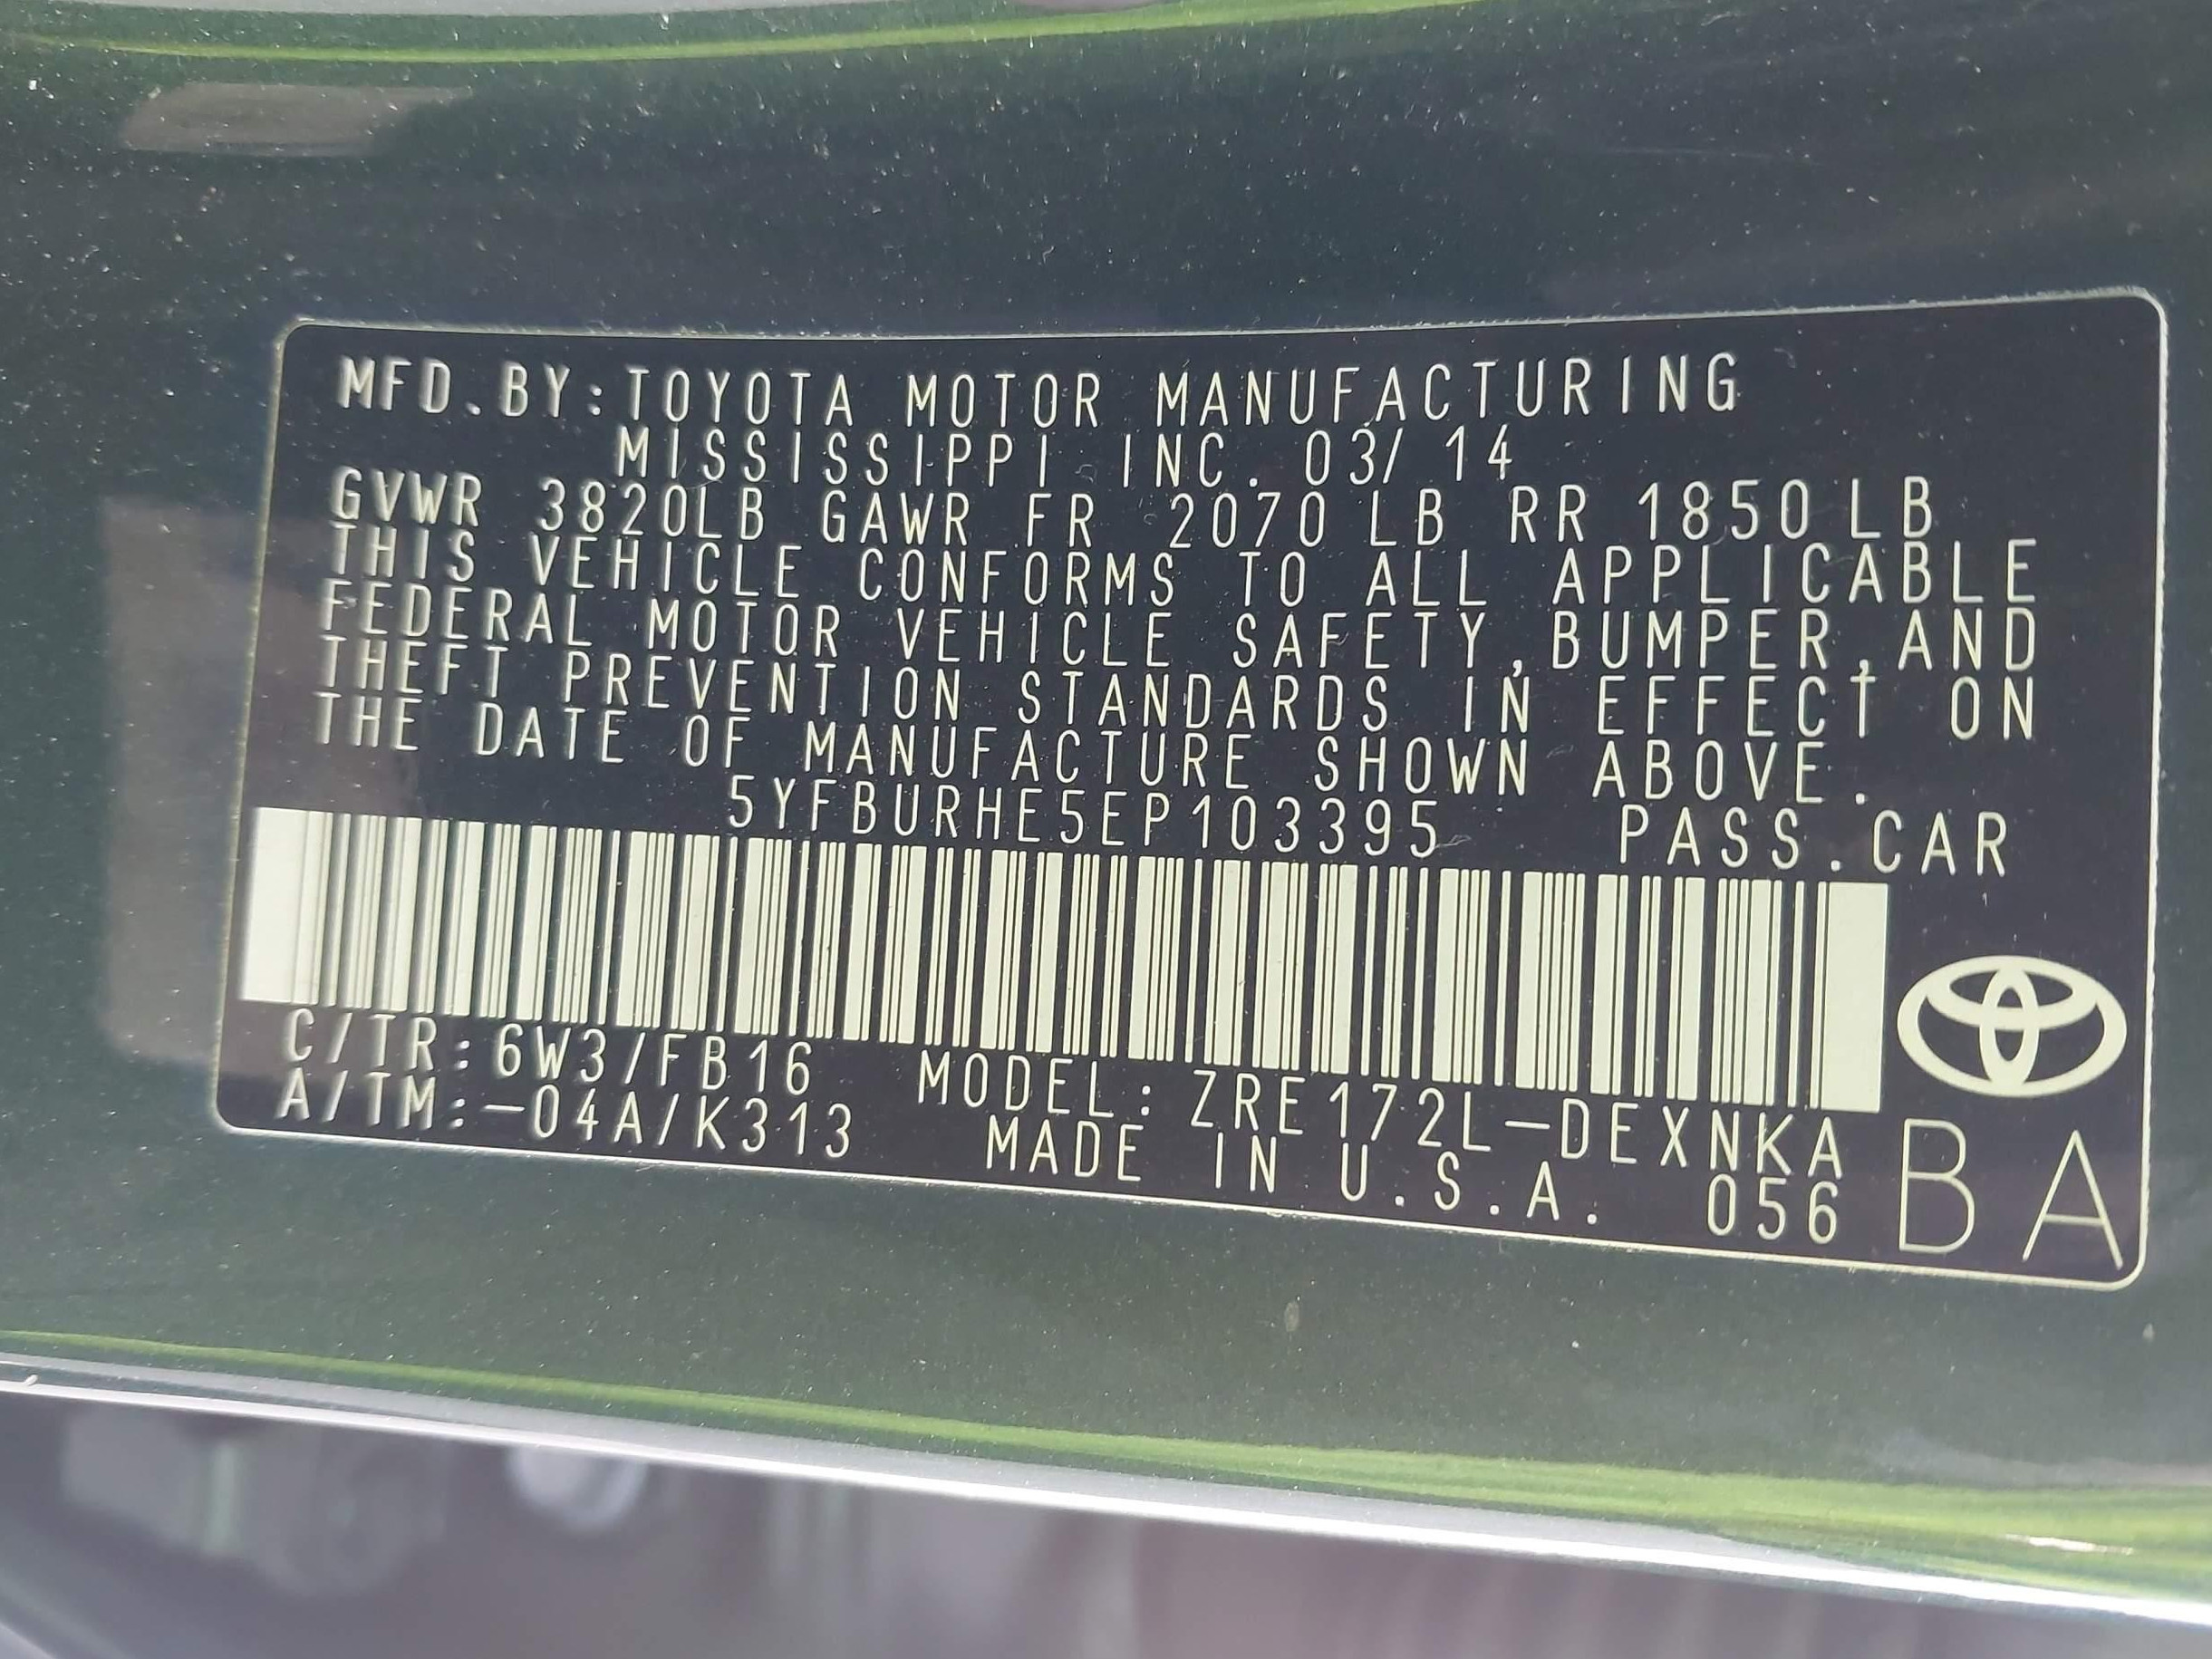 MFD.BY:TOYOTA MOTOR MANUFACTURING
MISSISSIPPI INC. 03/14
GVWR 3820LB GAWR FR 2070LB RR 1850LB
THIS VEHICLE CONFORMS TO ALL APPLICABLE
FEDERAL MOTOR VEHICLE SAFETY,BUMPER,AND
THEFT PREVENTION STANDARDS IN EFFECT ON
THE DATE OF MANUFACTURE SHOWN ABOVE.
5YFBURHE5EP103395 PASS.CAR
C/TR:6W3/FB16 MODEL:ZRE172L-DEXNKA
A/TM:-04A/K313 MADE IN U.S.A. 056 BA